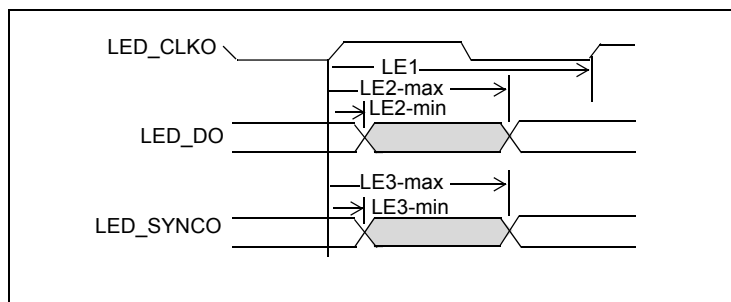 LED_CLKO
LE1
LE2-max
LE2-min
LED_DO
LE3-max
LE3-min
LED_SYNCO